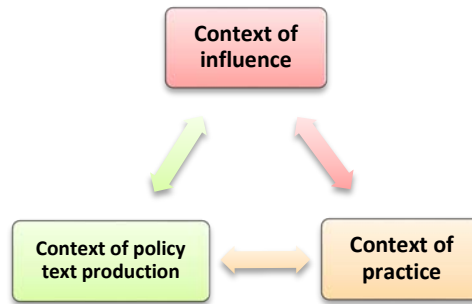 Context of
influence
Context of policy
text production
Context of
practice